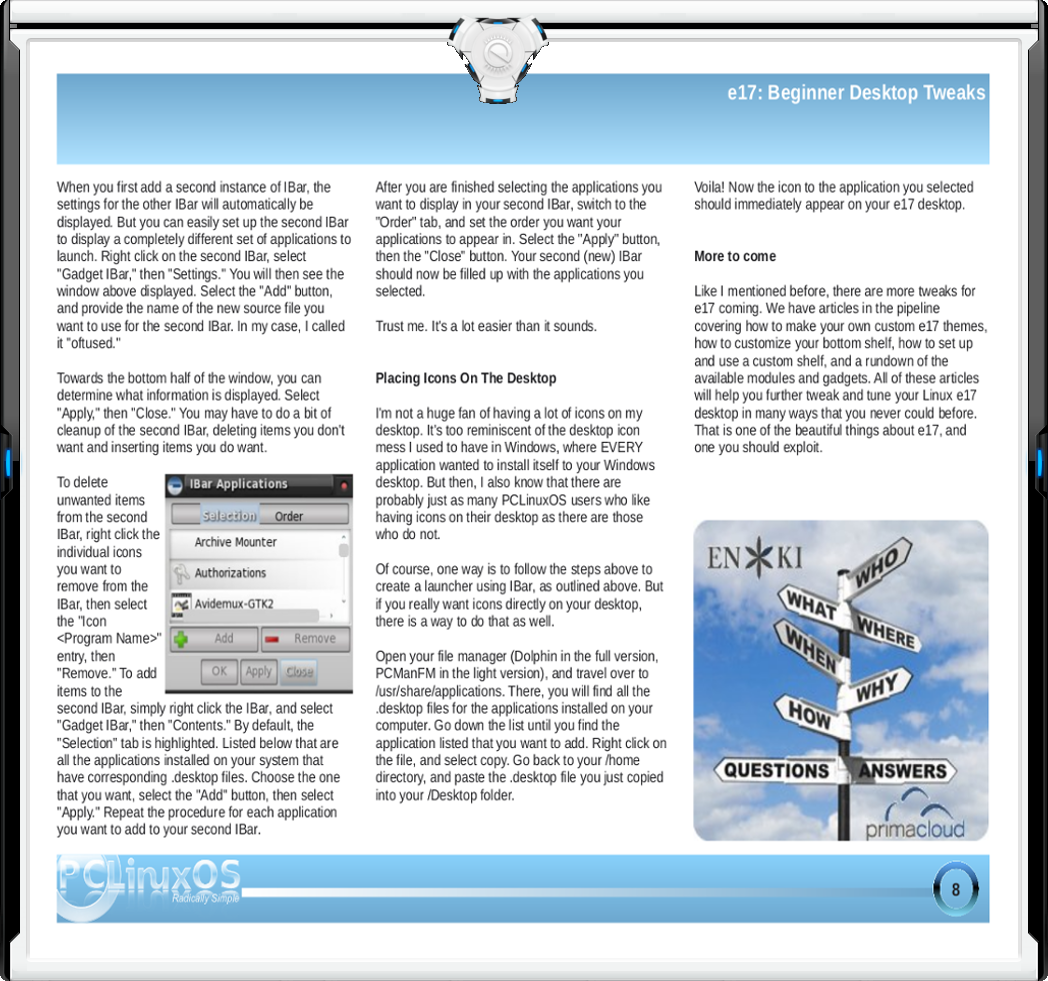 e17: Beginner Desktop Tweaks
When you first add a second instance of IBar, the
settings for the other IBar will automatically be
displayed. But you can easily set up the second IBar
to display a completely different set of applications to
launch. Right click on the second IBar, select
"Gadget IBar," then "Settings." You will then see the
window above displayed. Select the "Add" button,
and provide the name of the new source file you
want to use for the second IBar. In my case, I called
it "oftused."
Towards the bottom half of the window, you can
determine what information is displayed. Select
"Apply," then "Close." You may have to do a bit of
cleanup of the second IBar, deleting items you don't
want and inserting items you do want.
To delete
unwanted items
from the second
IBar, right click the
individual icons
you want to
remove from the
IBar, then select
the "Icon
<Program Name>"
entry, then
"Remove." To add
items to the
second IBar, simply right click the IBar, and select
"Gadget IBar," then "Contents." By default, the
"Selection" tab is highlighted. Listed below that are
all the applications installed on your system that
have corresponding .desktop files. Choose the one
that you want, select the "Add" button, then select
"Apply." Repeat the procedure for each application
you want to add to your second IBar.
IBar Applications
Selection Order
Archive Mounter
Authorizations
Avidemux-GTK2
Add Remove
OK Apply Close
After you are finished selecting the applications you
want to display in your second IBar, switch to the
"Order" tab, and set the order you want your
applications to appear in. Select the "Apply" button,
then the "Close" button. Your second (new) IBar
should now be filled up with the applications you
selected.
Trust me. It's a lot easier than it sounds.
Placing Icons On The Desktop
I'm not a huge fan of having a lot of icons on my
desktop. It's too reminiscent of the desktop icon
mess I used to have in Windows, where EVERY
application wanted to install itself to your Windows
desktop. But then, I also know that there are
probably just as many PCLinuxOS users who like
having icons on their desktop as there are those
who do not.
Of course, one way is to follow the steps above to
create a launcher using IBar, as outlined above. But
if you really want icons directly on your desktop,
there is a way to do that as well.
Open your file manager (Dolphin in the full version,
PCManFM in the light version), and travel over to
/usr/share/applications. There, you will find all the
.desktop files for the applications installed on your
computer. Go down the list until you find the
application listed that you want to add. Right click on
the file, and select copy. Go back to your /home
directory, and paste the .desktop file you just copied
into your /Desktop folder.
Voila! Now the icon to the application you selected
should immediately appear on your e17 desktop.
More to come
Like I mentioned before, there are more tweaks for
e17 coming. We have articles in the pipeline
covering how to make your own custom e17 themes,
how to customize your bottom shelf, how to set up
and use a custom shelf, and a rundown of the
available modules and gadgets. All of these articles
will help you further tweak and tune your Linux e17
desktop in many ways that you never could before.
That is one of the beautiful things about e17, and
one you should exploit.
EN KI
WHO
WHAT
WHERE
WHEN
WHY
HOW
QUESTIONS ANSWERS
primacloud
PCLinuxOS
Radically Simple
8